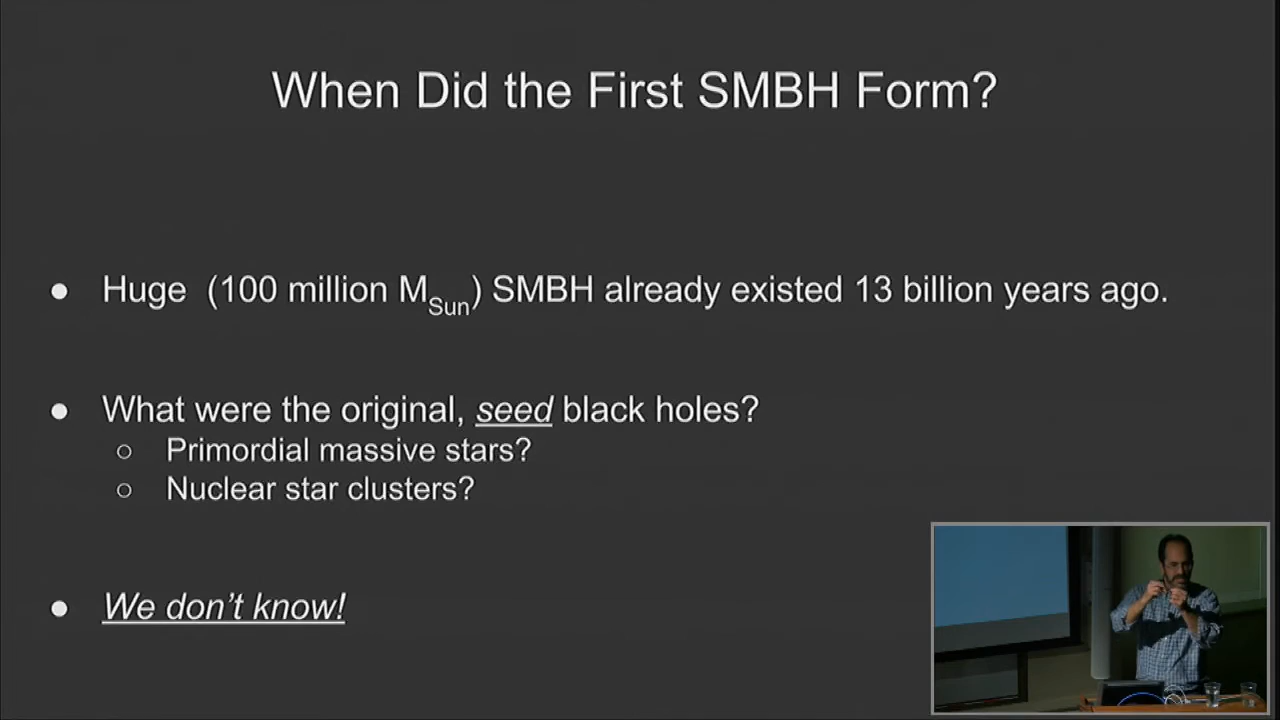 When Did the First SMBH Form?
● Huge (100 million MSun) SMBH already existed 13 billion years ago.
● What were the original, seed black holes?
○ Primordial massive stars?
○ Nuclear star clusters?
● We don't know!